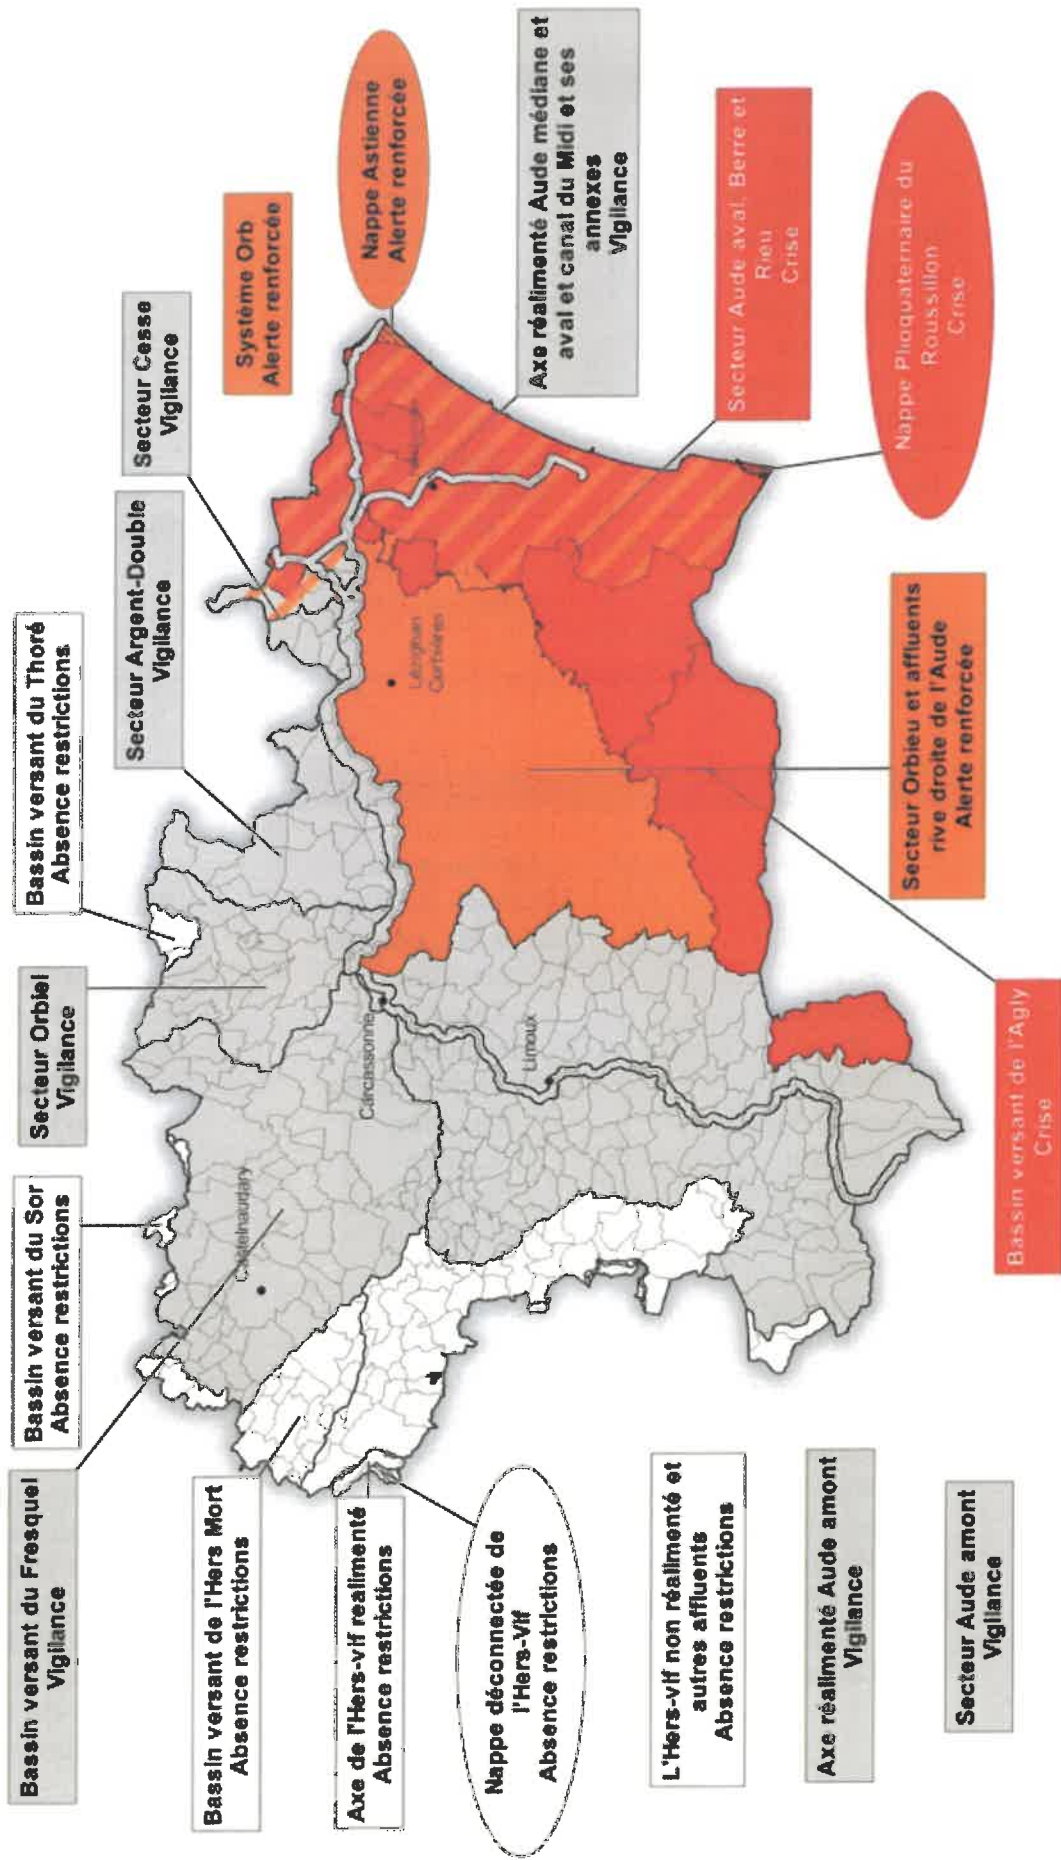 Bassin versant du Fresquel
Vigilance
Bassin versant du Sor
Absence restrictions
Secteur Orbiel
Vigilance
Bassin versant du Thoré
Absence restrictions
Secteur Argent-Double
Vigilance
Secteur Cesse
Vigilance
Système Orb
Alerte renforcée
Nappe Astienne
Alerte renforcée
Axe réalimenté Aude médiane et
aval et canal du Midi et ses
annexes
Vigilance
Secteur Aude aval, Berre et
Rieu
Crise
Nappe Plioquaternaire du
Roussillon
Crise
Secteur Orbieu et affluents
rive droite de l'Aude
Alerte renforcée
Bassin versant de l'Agly
Crise
Bassin versant de l'Hers Mort
Absence restrictions
Axe de l'Hers-vif réalimenté
Absence restrictions
Nappe déconnectée de
l'Hers-Vif
Absence restrictions
L'Hers-vif non réalimenté et
autres affluents
Absence restrictions
Axe réalimenté Aude amont
Vigilance
Secteur Aude amont
Vigilance
Castelnaudary
Carcassonne
Limoux
Lézignan
Corbières